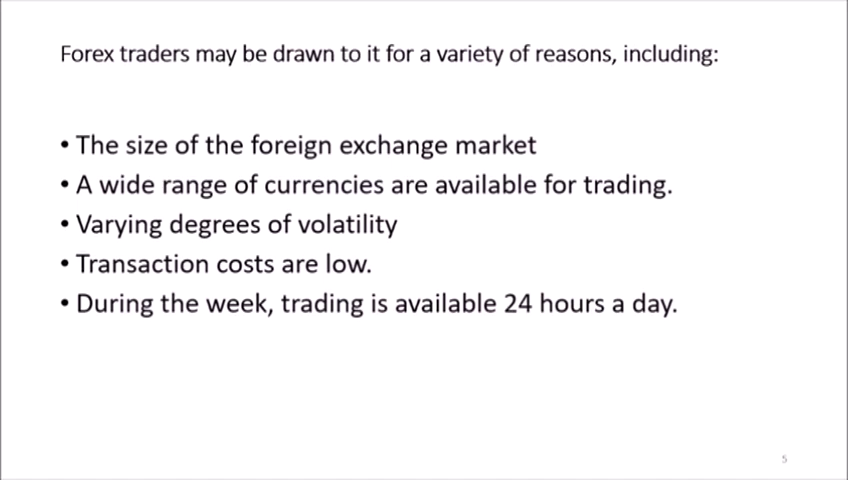 Forex traders may be drawn to it for a variety of reasons, including:
• The size of the foreign exchange market
• A wide range of currencies are available for trading.
• Varying degrees of volatility
• Transaction costs are low.
• During the week, trading is available 24 hours a day.
5